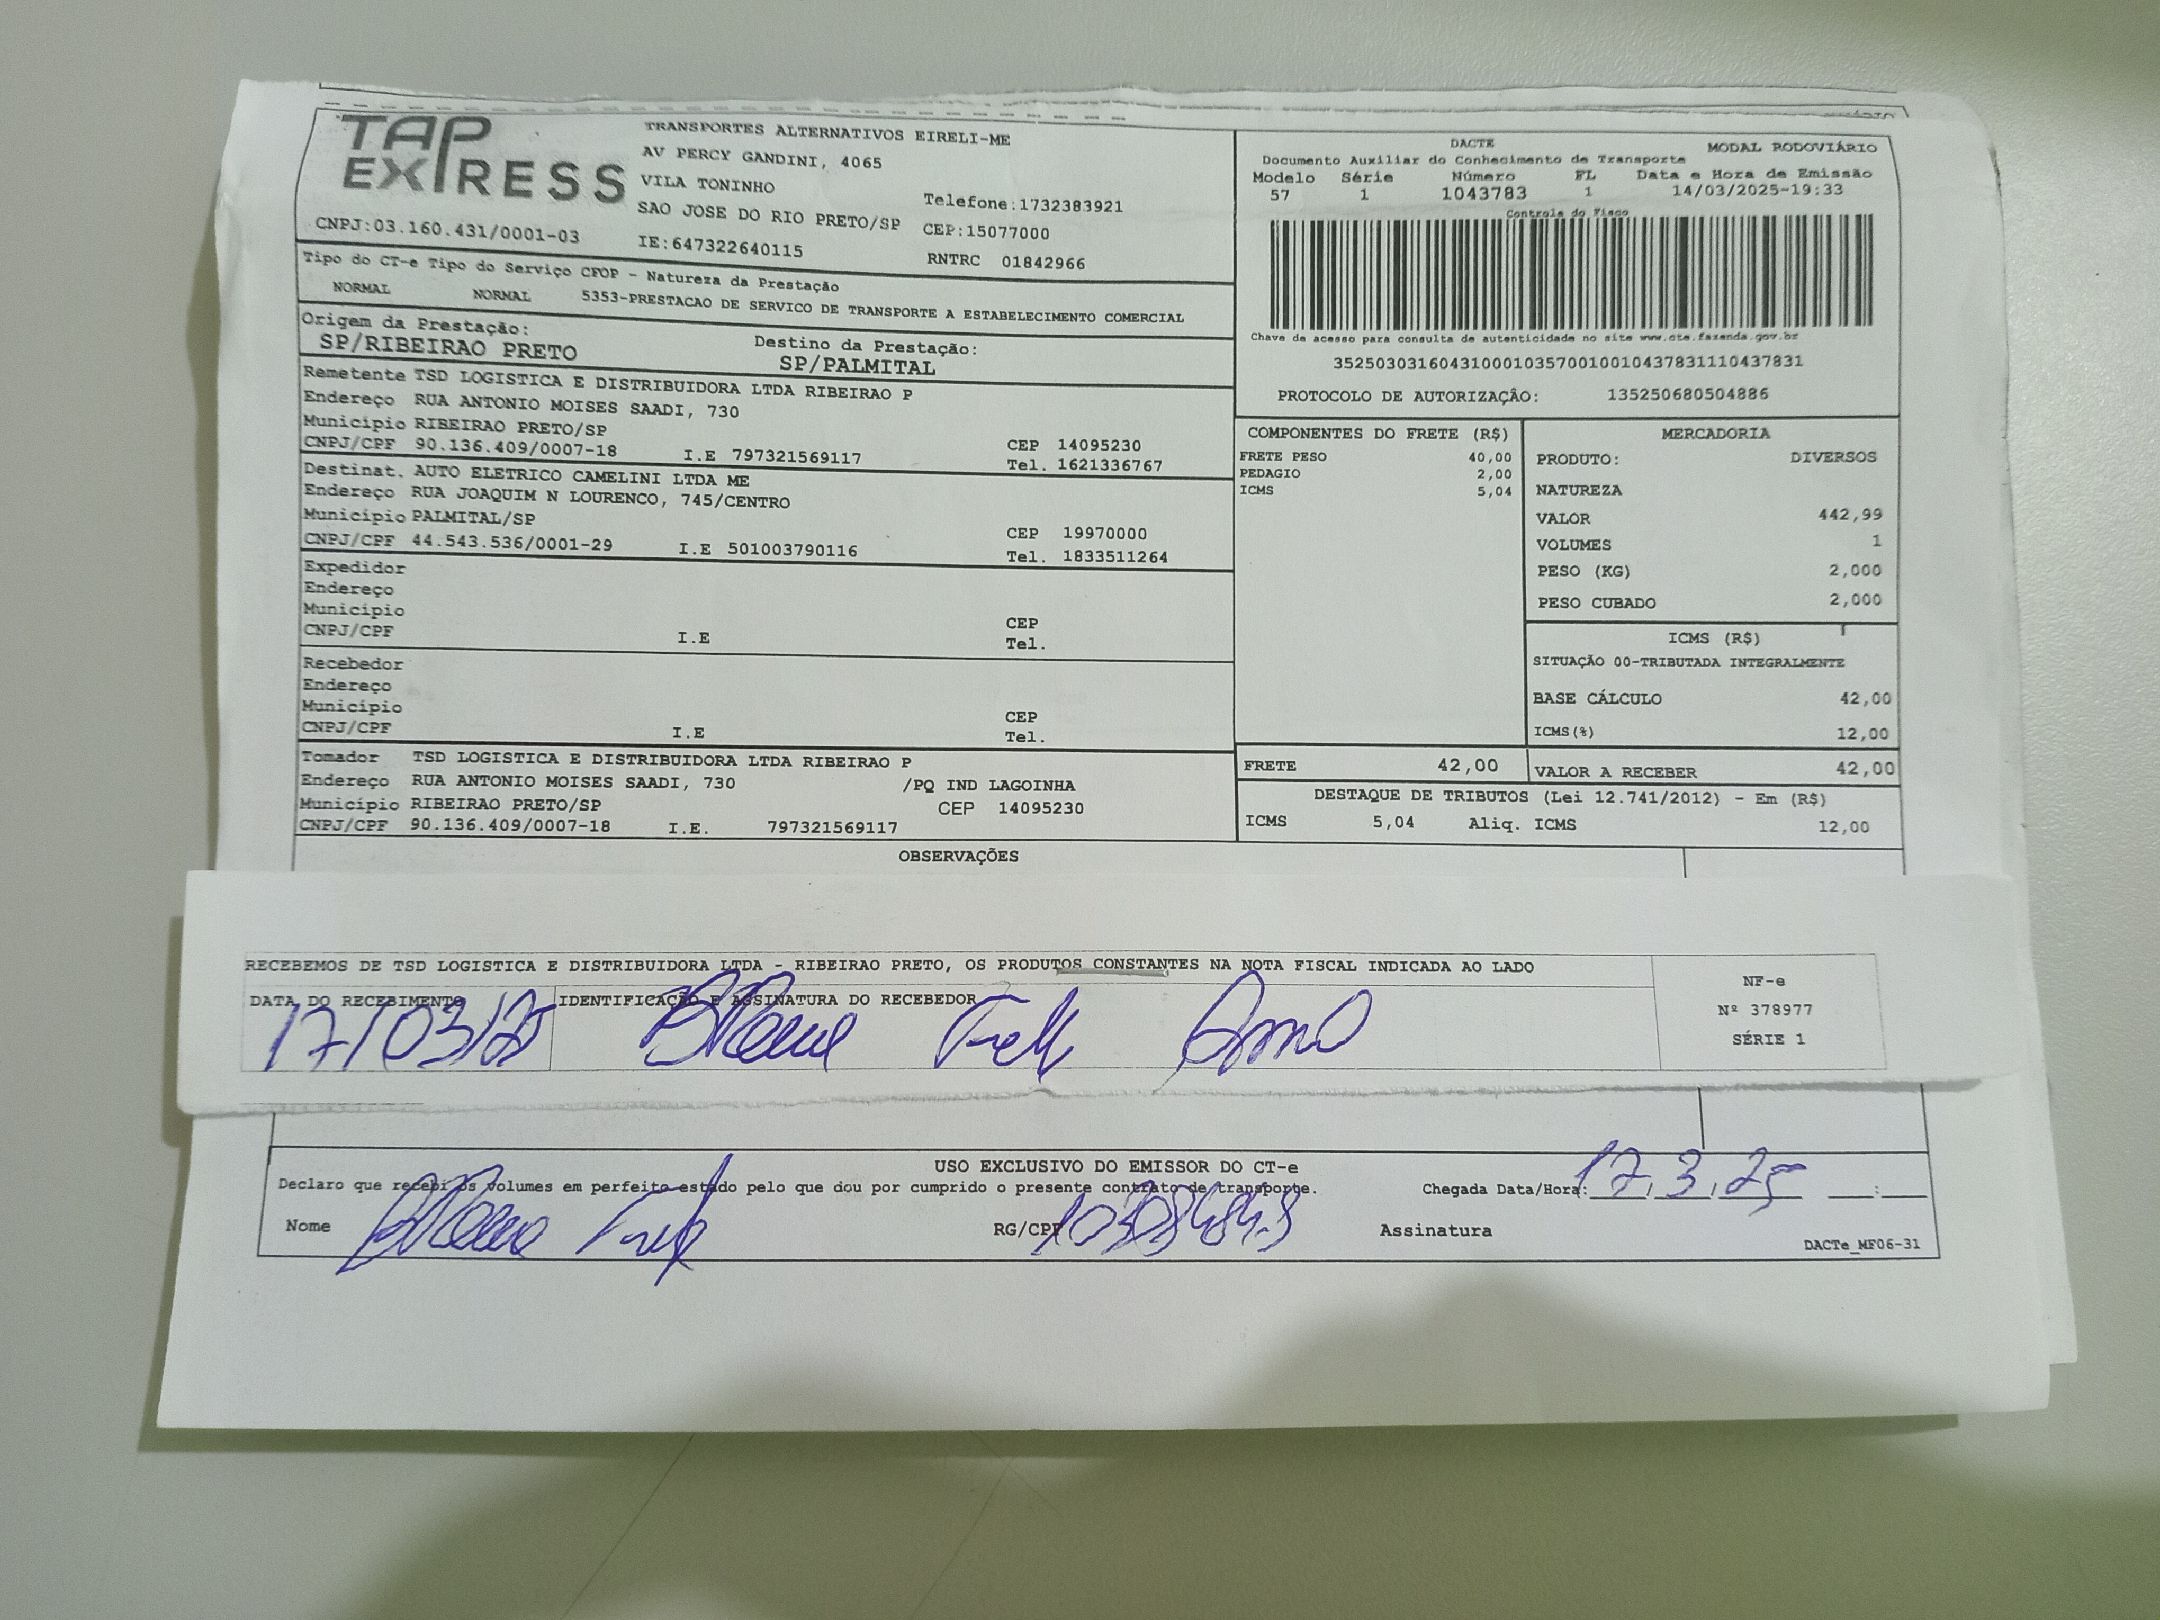 TAP EXPRESS
TRANSPORTES ALTERNATIVOS EIRELI-ME
AV PERCY GANDINI, 4065
VILA TONINHO
SAO JOSE DO RIO PRETO/SP
Telefone:1732383921
CEP:15077000
CNPJ:03.160.431/0001-03
IE:647322640115
RNTRC 01842966
DACTE
MODAL RODOVIÁRIO
Documento Auxiliar do Conhecimento de Transporte
Modelo Série Número FL Data e Hora de Emissão
57 1 1043783 1 14/03/2025-19:33
Controle do Fisco
Chave de acesso para consulta de autenticidade no site www.cte.fazenda.gov.br
35250303160431000103570010010437831110437831
PROTOCOLO DE AUTORIZAÇÃO: 135250680504886
Tipo do CT-e Tipo do Serviço CFOP - Natureza da Prestação
NORMAL NORMAL 5353-PRESTACAO DE SERVICO DE TRANSPORTE A ESTABELECIMENTO COMERCIAL
Origem da Prestação:
SP/RIBEIRAO PRETO
Destino da Prestação:
SP/PALMITAL
Remetente TSD LOGISTICA E DISTRIBUIDORA LTDA RIBEIRAO P
Endereço RUA ANTONIO MOISES SAADI, 730
Municipio RIBEIRAO PRETO/SP CEP 14095230
CNPJ/CPF 90.136.409/0007-18 I.E 797321569117 Tel. 1621336767
Destinat. AUTO ELETRICO CAMELINI LTDA ME
Endereço RUA JOAQUIM N LOURENCO, 745/CENTRO
Município PALMITAL/SP CEP 19970000
CNPJ/CPF 44.543.536/0001-29 I.E 501003790116 Tel. 1833511264
Expedidor
Endereço
Município CEP
CNPJ/CPF I.E Tel.
Recebedor
Endereço
Município CEP
CNPJ/CPF I.E Tel.
Tomador TSD LOGISTICA E DISTRIBUIDORA LTDA RIBEIRAO P
Endereço RUA ANTONIO MOISES SAADI, 730 /PQ IND LAGOINHA
Município RIBEIRAO PRETO/SP CEP 14095230
CNPJ/CPF 90.136.409/0007-18 I.E. 797321569117
COMPONENTES DO FRETE (R$)
FRETE PESO 40,00
PEDAGIO 2,00
ICMS 5,04
MERCADORIA
PRODUTO: DIVERSOS
NATUREZA
VALOR 442,99
VOLUMES 1
PESO (KG) 2,000
PESO CUBADO 2,000
ICMS (R$)
SITUAÇÃO 00-TRIBUTADA INTEGRALMENTE
BASE CÁLCULO 42,00
ICMS(%) 12,00
FRETE 42,00
VALOR A RECEBER 42,00
DESTAQUE DE TRIBUTOS (Lei 12.741/2012) - Em (R$)
ICMS 5,04 Aliq. ICMS 12,00
OBSERVAÇÕES
RECEBEMOS DE TSD LOGISTICA E DISTRIBUIDORA LTDA - RIBEIRAO PRETO, OS PRODUTOS CONSTANTES NA NOTA FISCAL INDICADA AO LADO
DATA DO RECEBIMENTO IDENTIFICAÇÃO E ASSINATURA DO RECEBEDOR
17/03/25
NF-e
Nº 378977
SÉRIE 1
USO EXCLUSIVO DO EMISSOR DO CT-e
Declaro que recebi os volumes em perfeito estado pelo que dou por cumprido o presente contrato de transporte.
Chegada Data/Hora: 17,3,25 __:__
Nome RG/CPF Assinatura
DACTe_MF06-31